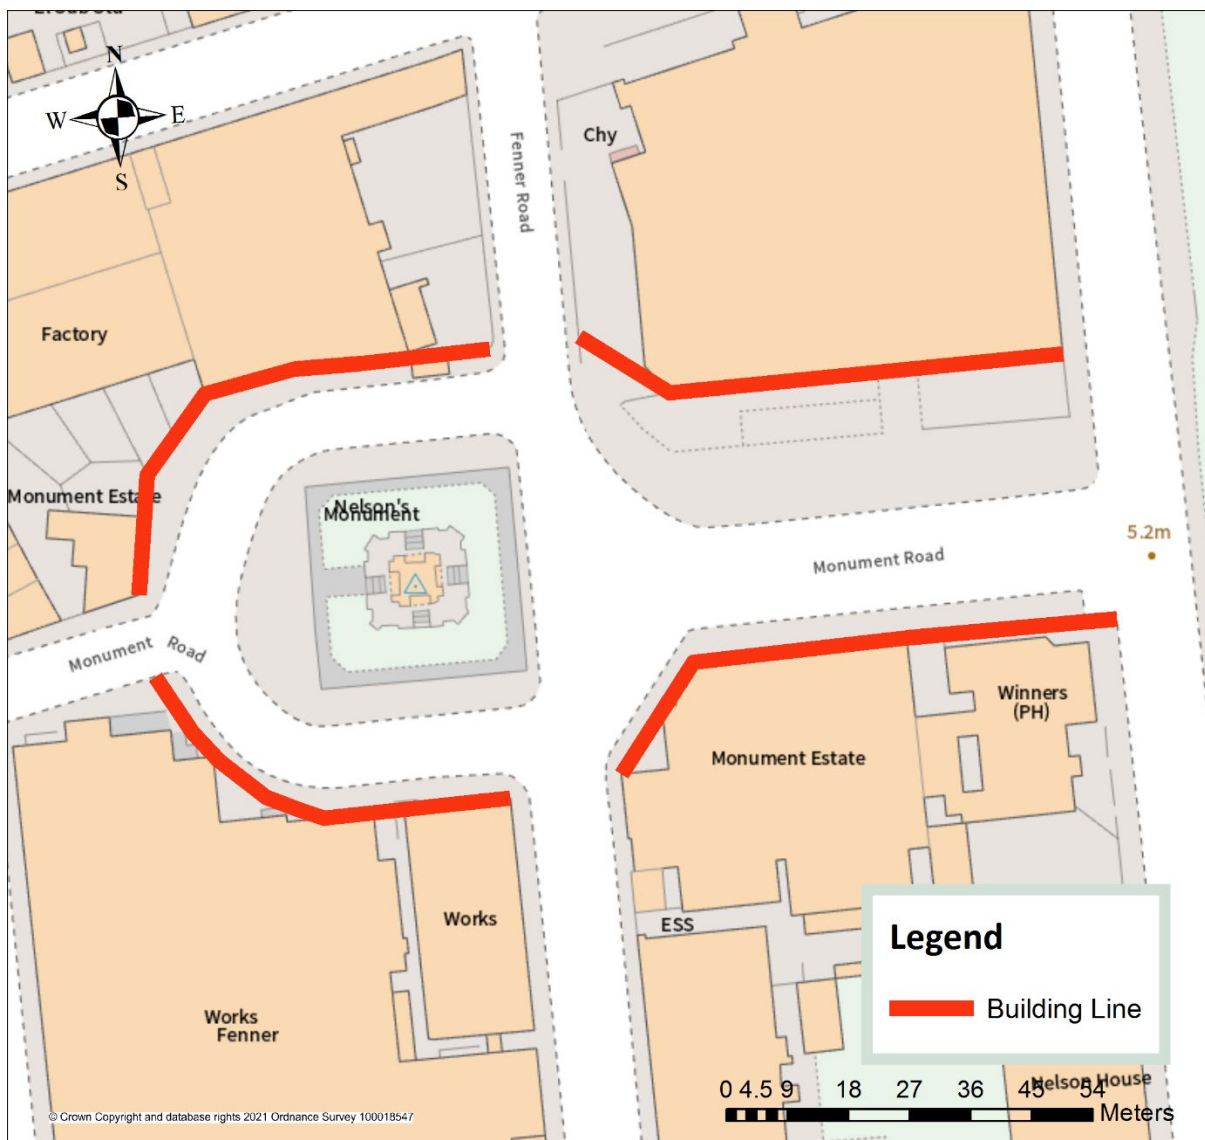 N
W
E
S
Chy
Fenner Road
Factory
Monument Estate
Nelson's
Monument
5.2m
Monument Road
Monument Road
Winners
(PH)
Monument Estate
Works
ESS
Works
Fenner
Legend
Building Line
Nelson House
0 4.5 9 18 27 36 45 54
Meters
© Crown Copyright and database rights 2021 Ordnance Survey 100018547